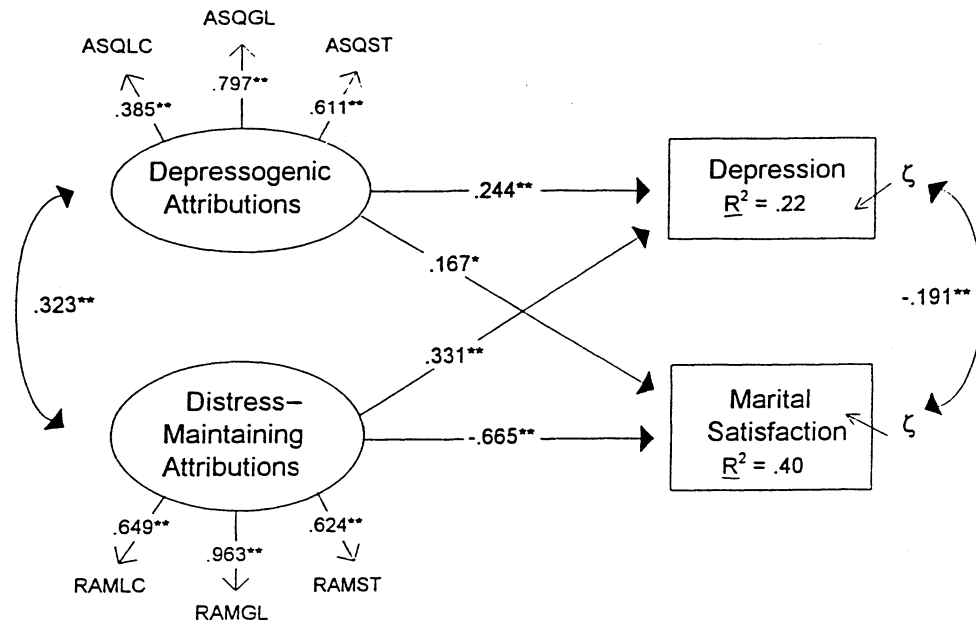 ASQGL
ASQLC
ASQST
.385**
.797**
.611**
Depressogenic
Attributions
.244**
Depression
R² = .22
ζ
.167*
.323**
-.191**
.331**
Distress–
Maintaining
Attributions
-.665**
Marital
Satisfaction
R² = .40
ζ
.649**
.963**
.624**
RAMLC
RAMGL
RAMST